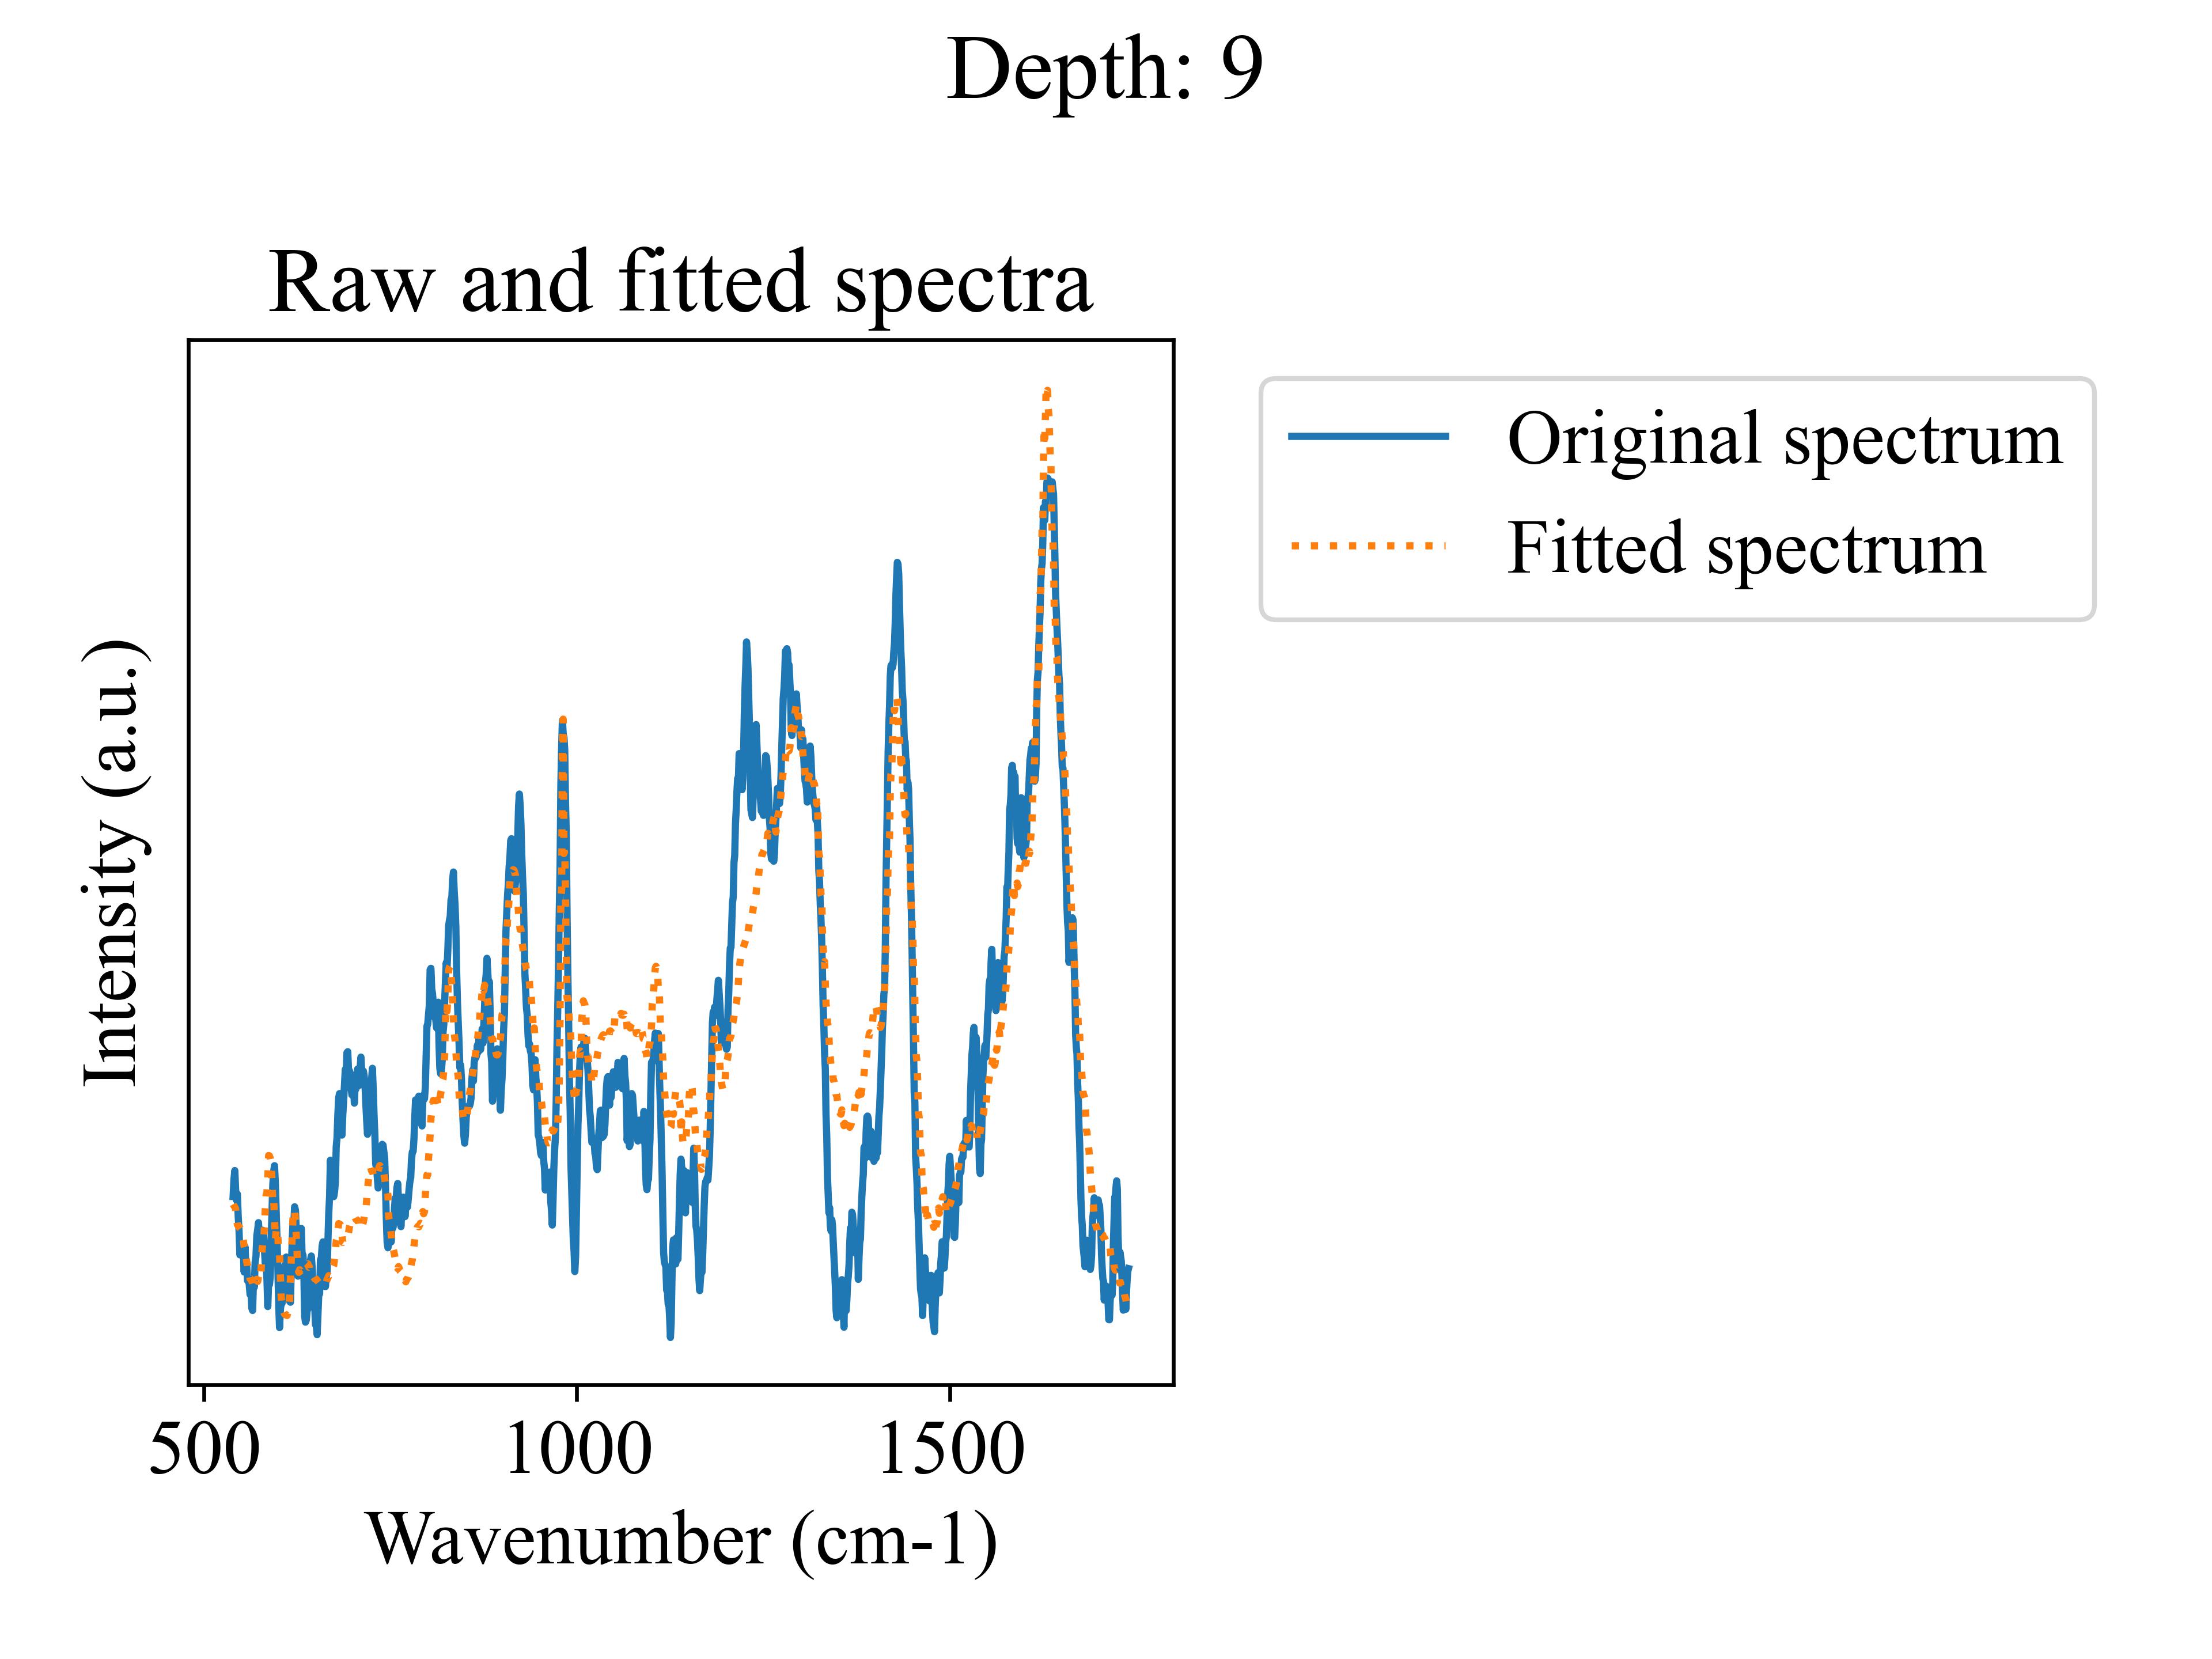 Depth: 9
Raw and fitted spectra
Original spectrum
Fitted spectrum
Intensity (a.u.)
500 1000 1500
Wavenumber (cm-1)